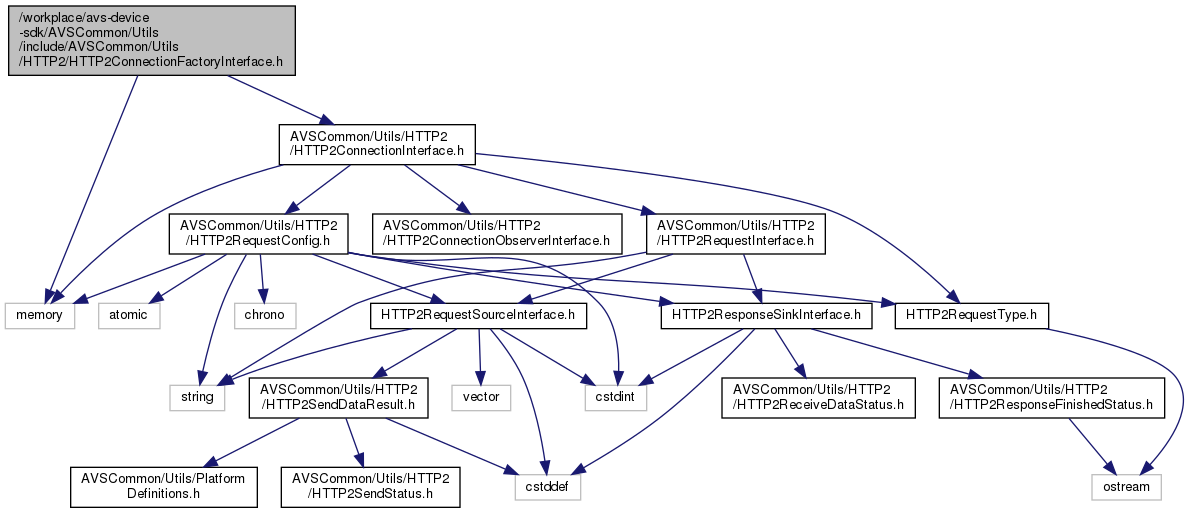 /workplace/avs-device
-sdk/AVSCommon/Utils
/include/AVSCommon/Utils
/HTTP2/HTTP2ConnectionFactoryInterface.h
AVSCommon/Utils/HTTP2
/HTTP2ConnectionInterface.h
AVSCommon/Utils/HTTP2
/HTTP2RequestConfig.h
AVSCommon/Utils/HTTP2
/HTTP2ConnectionObserverInterface.h
AVSCommon/Utils/HTTP2
/HTTP2RequestInterface.h
memory
atomic
chrono
HTTP2RequestSourceInterface.h
HTTP2ResponseSinkInterface.h
HTTP2RequestType.h
string
AVSCommon/Utils/HTTP2
/HTTP2SendDataResult.h
vector
cstdint
AVSCommon/Utils/HTTP2
/HTTP2ReceiveDataStatus.h
AVSCommon/Utils/HTTP2
/HTTP2ResponseFinishedStatus.h
AVSCommon/Utils/Platform
Definitions.h
AVSCommon/Utils/HTTP2
/HTTP2SendStatus.h
cstddef
ostream